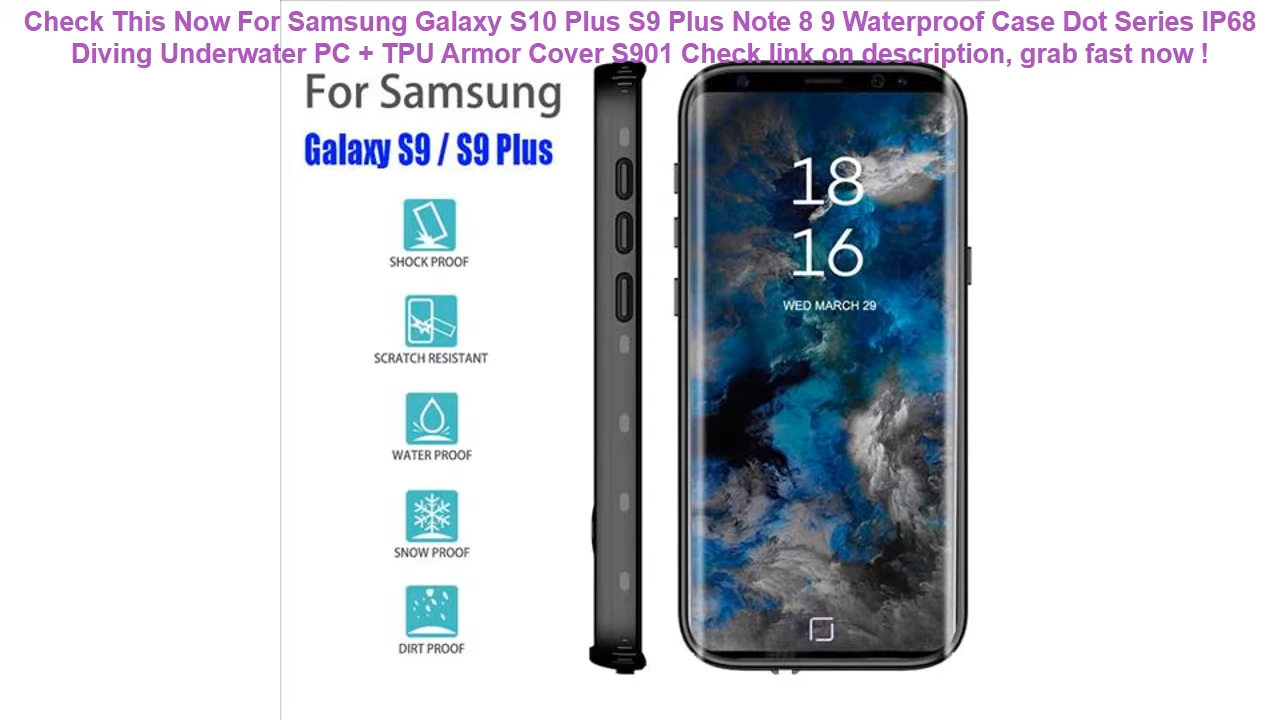 Check This Now For Samsung Galaxy S10 Plus S9 Plus Note 8 9 Waterproof Case Dot Series IP68
Diving Underwater PC + TPU Armor Cover S901 Check link on description, grab fast now !
For Samsung
Galaxy S9 / S9 Plus
SHOCK PROOF
SCRATCH RESISTANT
WATER PROOF
SNOW PROOF
DIRT PROOF
18
16
WED MARCH 29